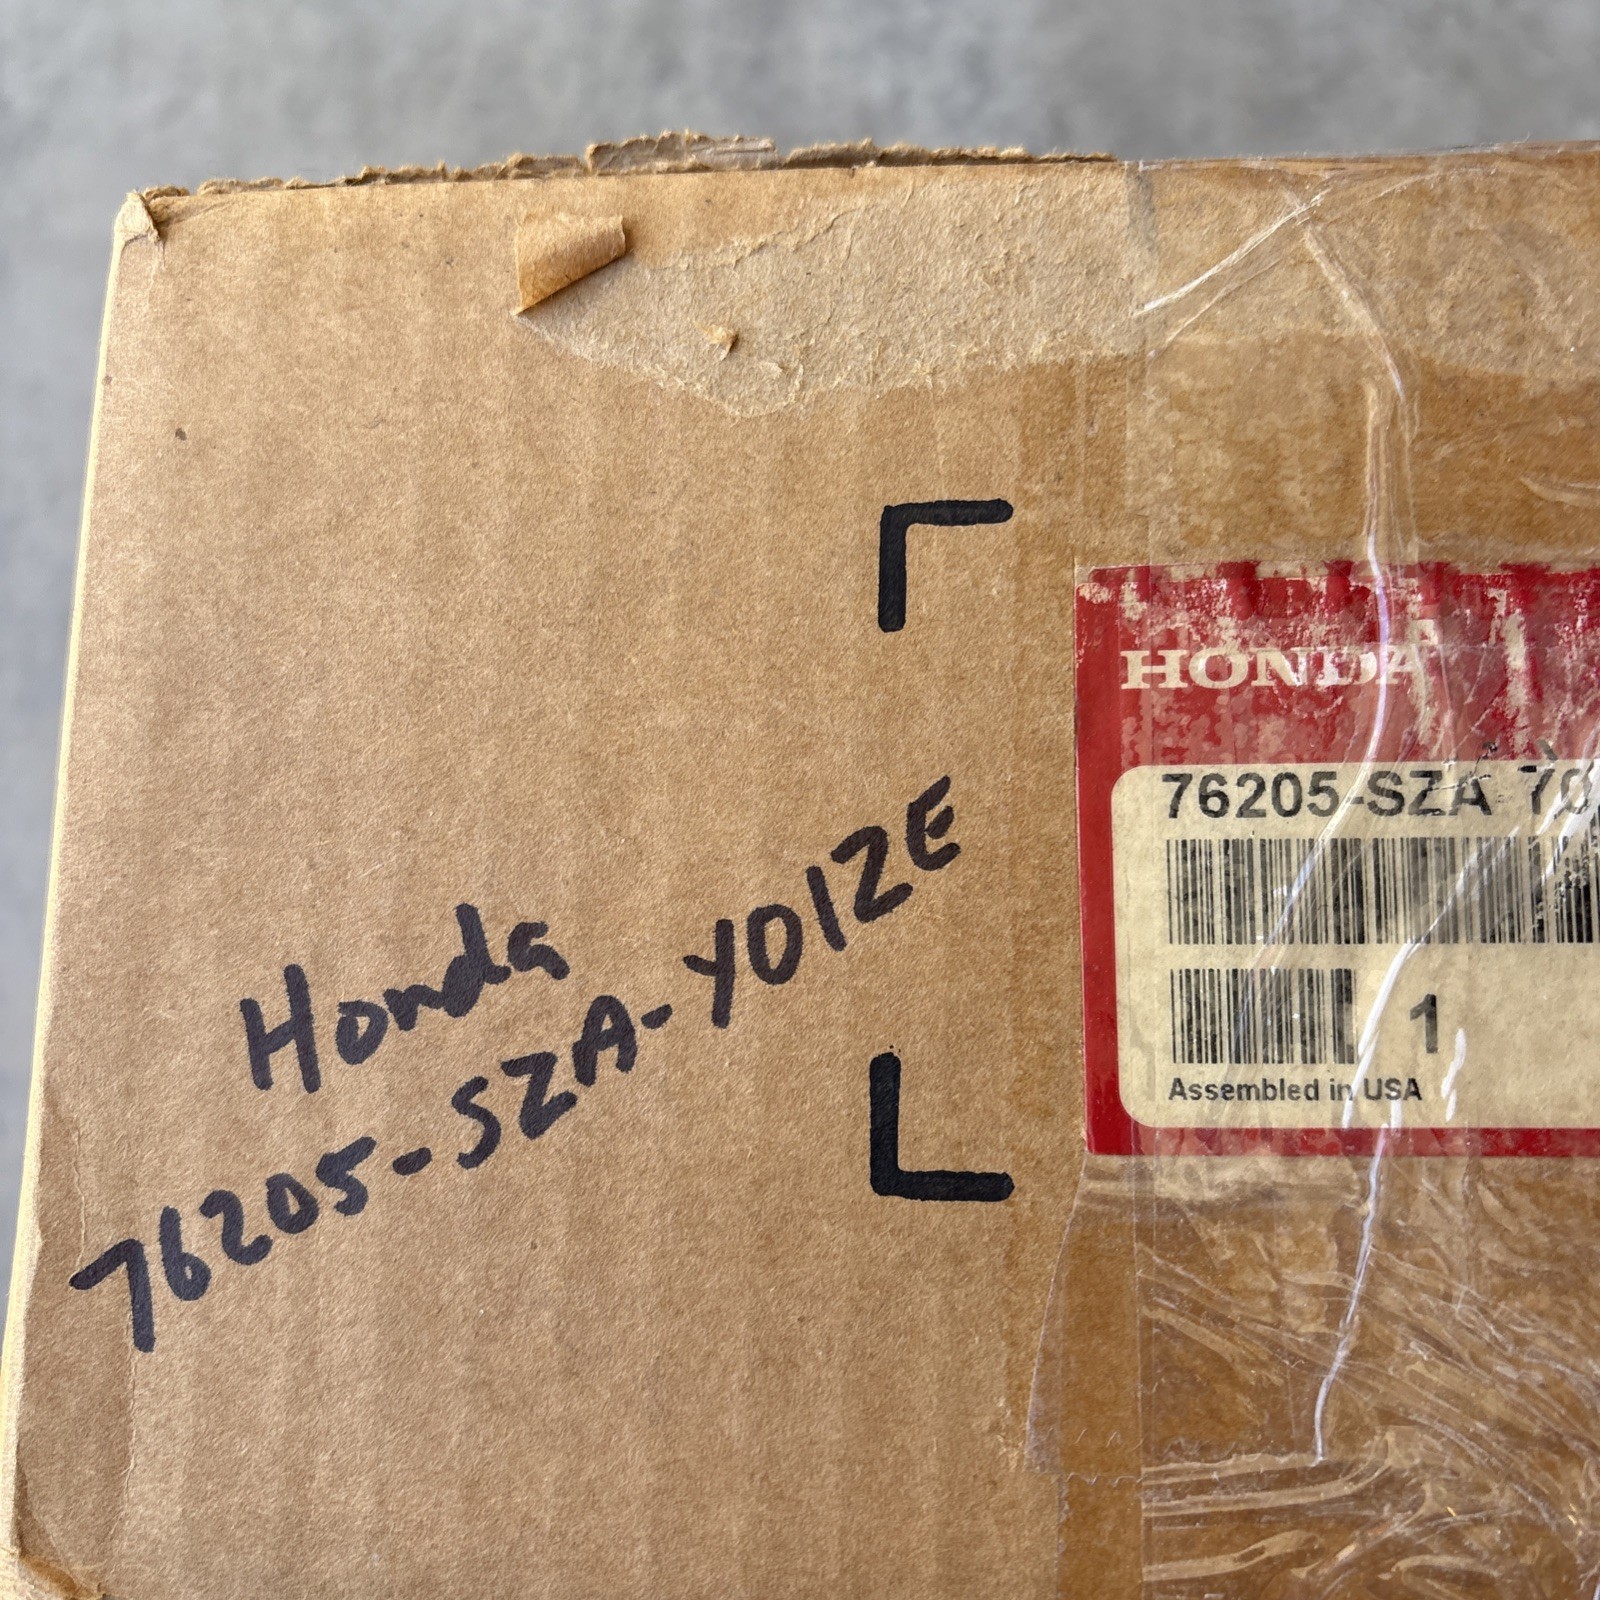 Honda
76205-SZA-Y01ZE
HONDA
76205-SZA
1
Assembled in USA